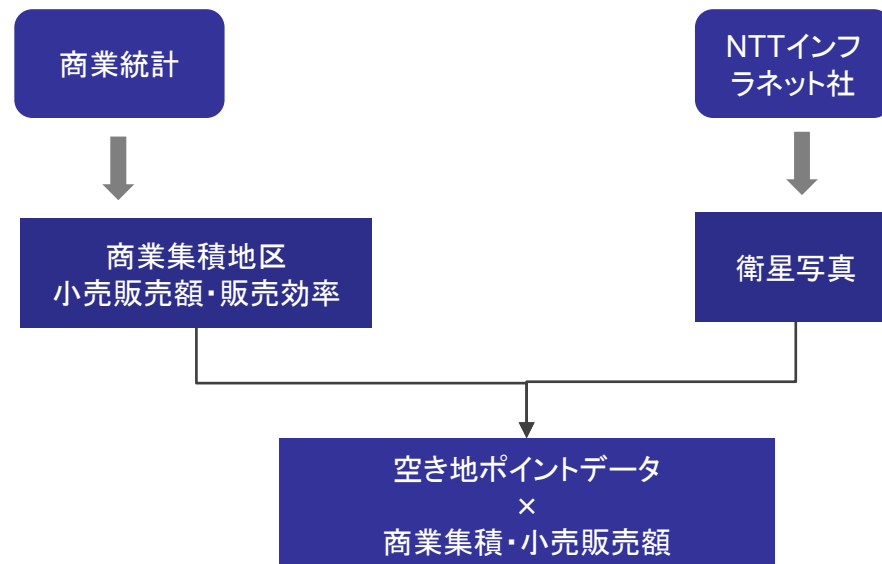 商業統計
NTTインフ
ラネット社
商業集積地区
小売販売額・販売効率
衛星写真
空き地ポイントデータ
×
商業集積・小売販売額